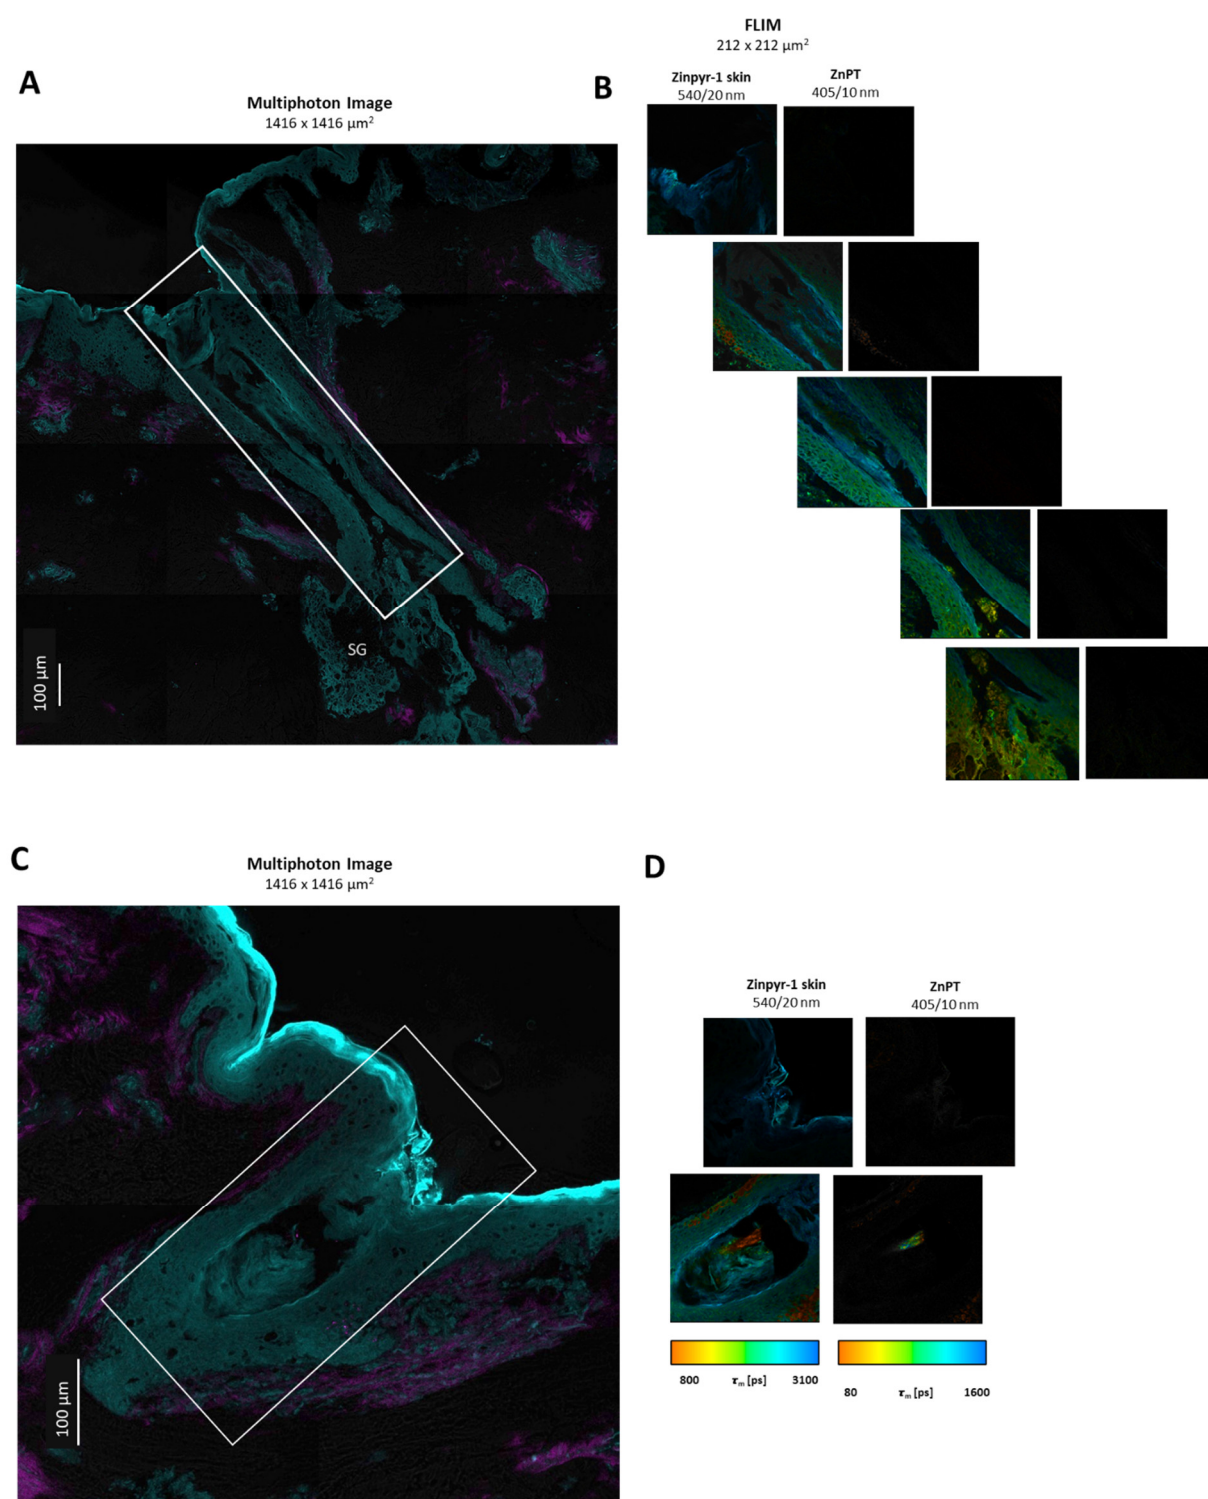 FLIM
212 x 212 µm²
A
Multiphoton Image
1416 x 1416 µm²
B
Zinpyr-1 skin
540/20 nm
ZnPT
405/10 nm
SG
100 µm
C
Multiphoton Image
1416 x 1416 µm²
D
Zinpyr-1 skin
540/20 nm
ZnPT
405/10 nm
100 µm
800 τm [ps] 3100
80 τm [ps] 1600